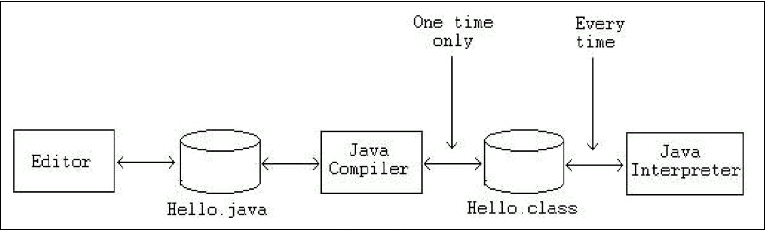 One time
only
Every
time
Editor
Hello.java
Java
Compiler
Hello.class
Java
Interpreter